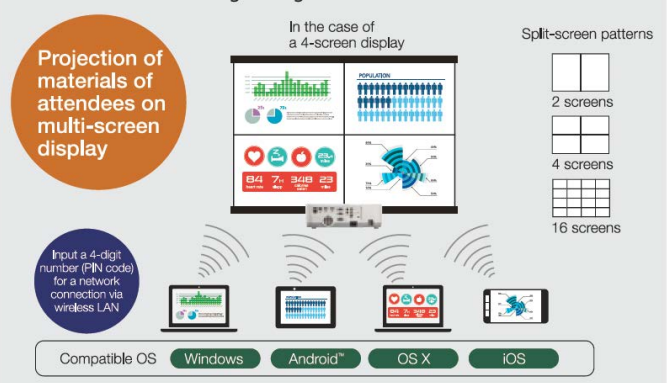 In the case of
a 4-screen display
Split-screen patterns
Projection of
materials of
attendees on
multi-screen
display
POPULATION
2 screens
4 screens
16 screens
84 7H 348 23
Input a 4-digit
number (PIN code)
for a network
connection via
wireless LAN
Compatible OS Windows Android™ OS X iOS